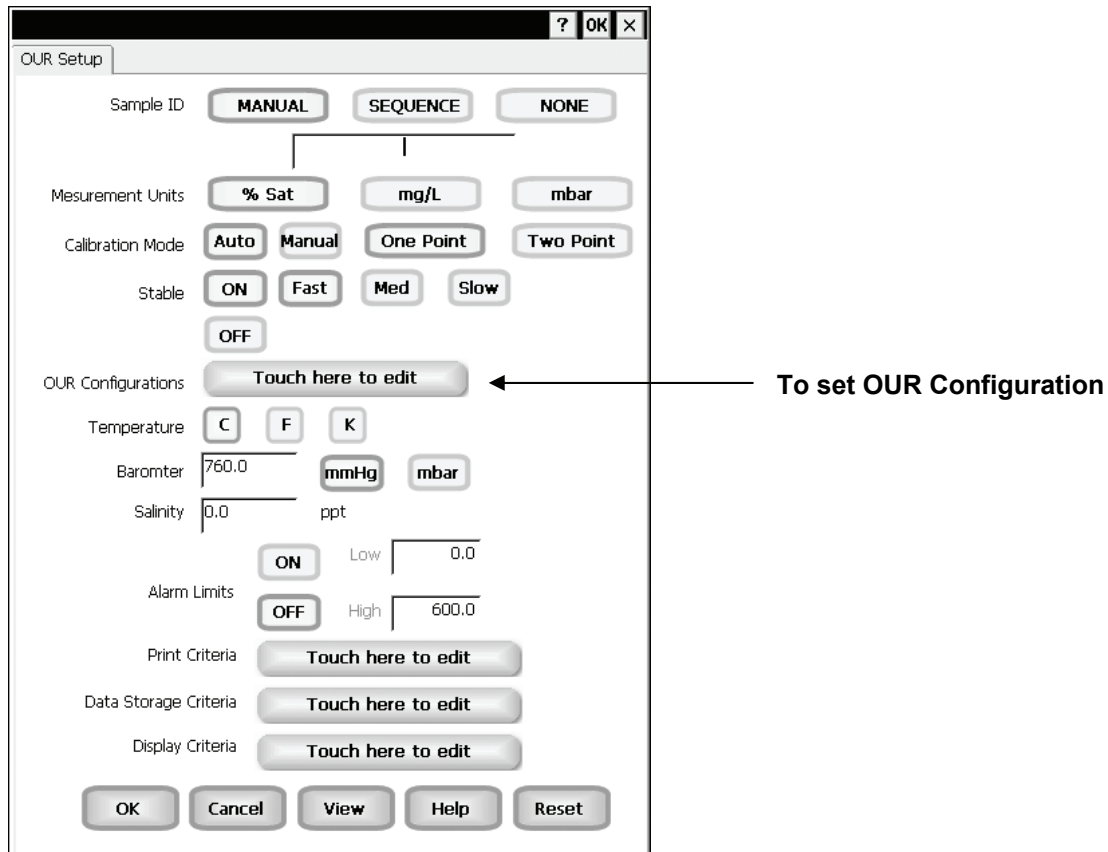 ? OK ×
OUR Setup
Sample ID MANUAL SEQUENCE NONE
Mesurement Units % Sat mg/L mbar
Calibration Mode Auto Manual One Point Two Point
Stable ON Fast Med Slow
OFF
OUR Configurations Touch here to edit To set OUR Configuration
Temperature C F K
Baromter 760.0 mmHg mbar
Salinity 0.0 ppt
ON Low 0.0
Alarm Limits
OFF High 600.0
Print Criteria Touch here to edit
Data Storage Criteria Touch here to edit
Display Criteria Touch here to edit
OK Cancel View Help Reset